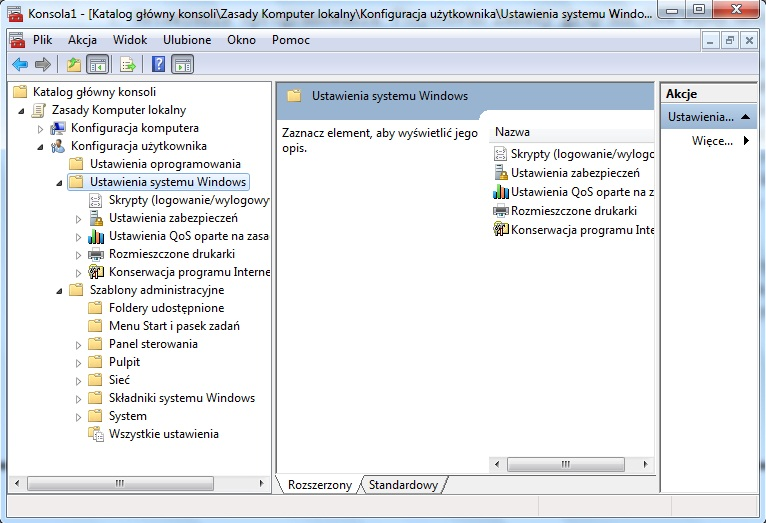 Konsola1 - [Katalog główny konsoli\Zasady Komputer lokalny\Konfiguracja użytkownika\Ustawienia systemu Windo...
Plik Akcja Widok Ulubione Okno Pomoc
Katalog główny konsoli
Zasady Komputer lokalny
Konfiguracja komputera
Konfiguracja użytkownika
Ustawienia oprogramowania
Ustawienia systemu Windows
Skrypty (logowanie/wylogowy
Ustawienia zabezpieczeń
Ustawienia QoS oparte na zasa
Rozmieszczone drukarki
Konserwacja programu Interne
Szablony administracyjne
Foldery udostępnione
Menu Start i pasek zadań
Panel sterowania
Pulpit
Sieć
Składniki systemu Windows
System
Wszystkie ustawienia
Ustawienia systemu Windows
Zaznacz element, aby wyświetlić jego
opis.
Nazwa
Skrypty (logowanie/wylogo
Ustawienia zabezpieczeń
Ustawienia QoS oparte na z
Rozmieszczone drukarki
Konserwacja programu Inte
Rozszerzony Standardowy
Akcje
Ustawienia...
Więce...